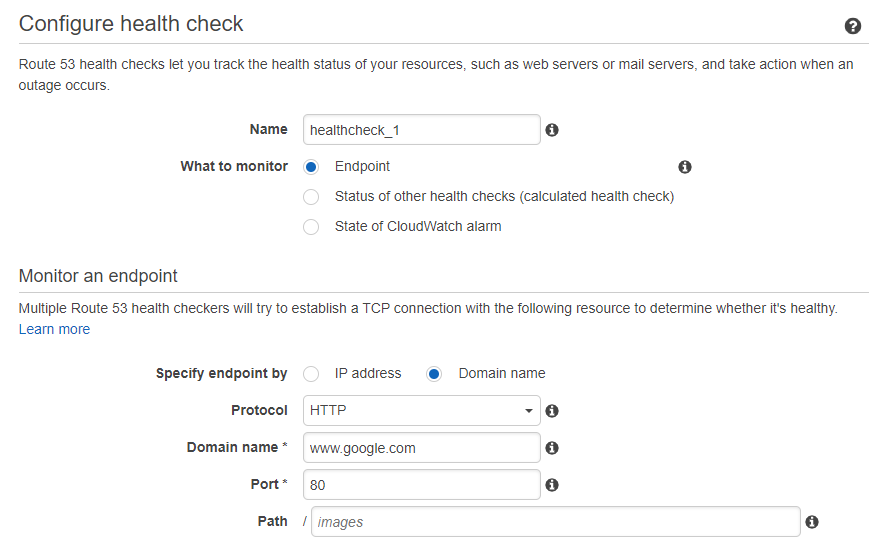 Configure health check
Route 53 health checks let you track the health status of your resources, such as web servers or mail servers, and take action when an
outage occurs.
Name healthcheck_1
What to monitor Endpoint
Status of other health checks (calculated health check)
State of CloudWatch alarm
Monitor an endpoint
Multiple Route 53 health checkers will try to establish a TCP connection with the following resource to determine whether it's healthy.
Learn more
Specify endpoint by IP address Domain name
Protocol HTTP
Domain name * www.google.com
Port * 80
Path / images